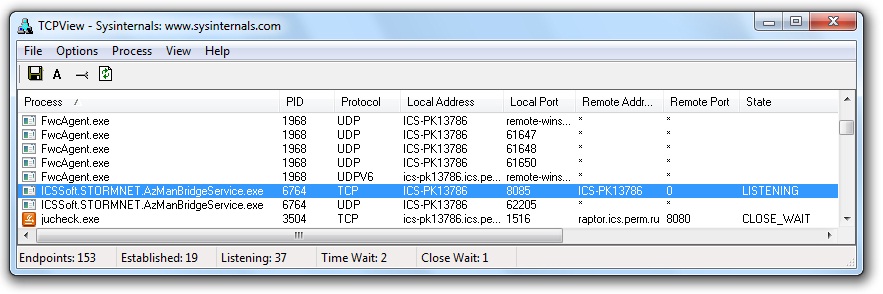 TCPView - Sysinternals: www.sysinternals.com
File Options Process View Help
A
Process / PID Protocol Local Address Local Port Remote Addr... Remote Port State
FwcAgent.exe 1968 UDP ICS-PK13786 remote-wins... * *
FwcAgent.exe 1968 UDP ICS-PK13786 61647 * *
FwcAgent.exe 1968 UDP ICS-PK13786 61648 * *
FwcAgent.exe 1968 UDP ICS-PK13786 61650 * *
FwcAgent.exe 1968 UDPV6 ics-pk13786.ics.pe... remote-wins... * *
ICSSoft.STORMNET.AzManBridgeService.exe 6764 TCP ICS-PK13786 8085 ICS-PK13786 0 LISTENING
ICSSoft.STORMNET.AzManBridgeService.exe 6764 UDP ICS-PK13786 62205 * *
jucheck.exe 3504 TCP ics-pk13786.ics.pe... 1516 raptor.ics.perm.ru 8080 CLOSE_WAIT
Endpoints: 153 Established: 19 Listening: 37 Time Wait: 2 Close Wait: 1